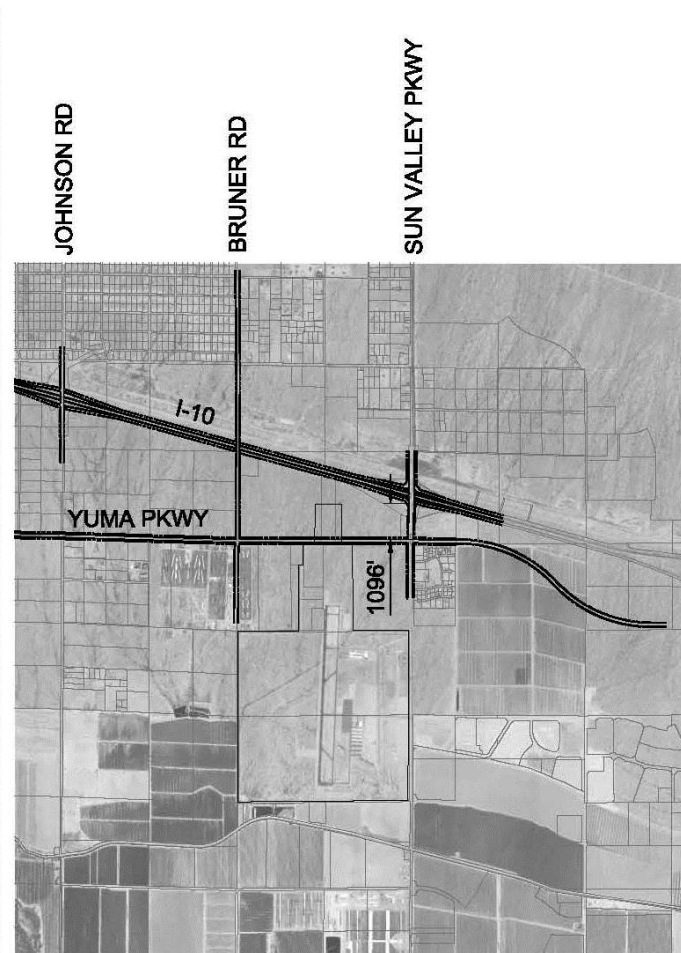 JOHNSON RD
BRUNER RD
SUN VALLEY PKWY
I-10
YUMA PKWY
1096'